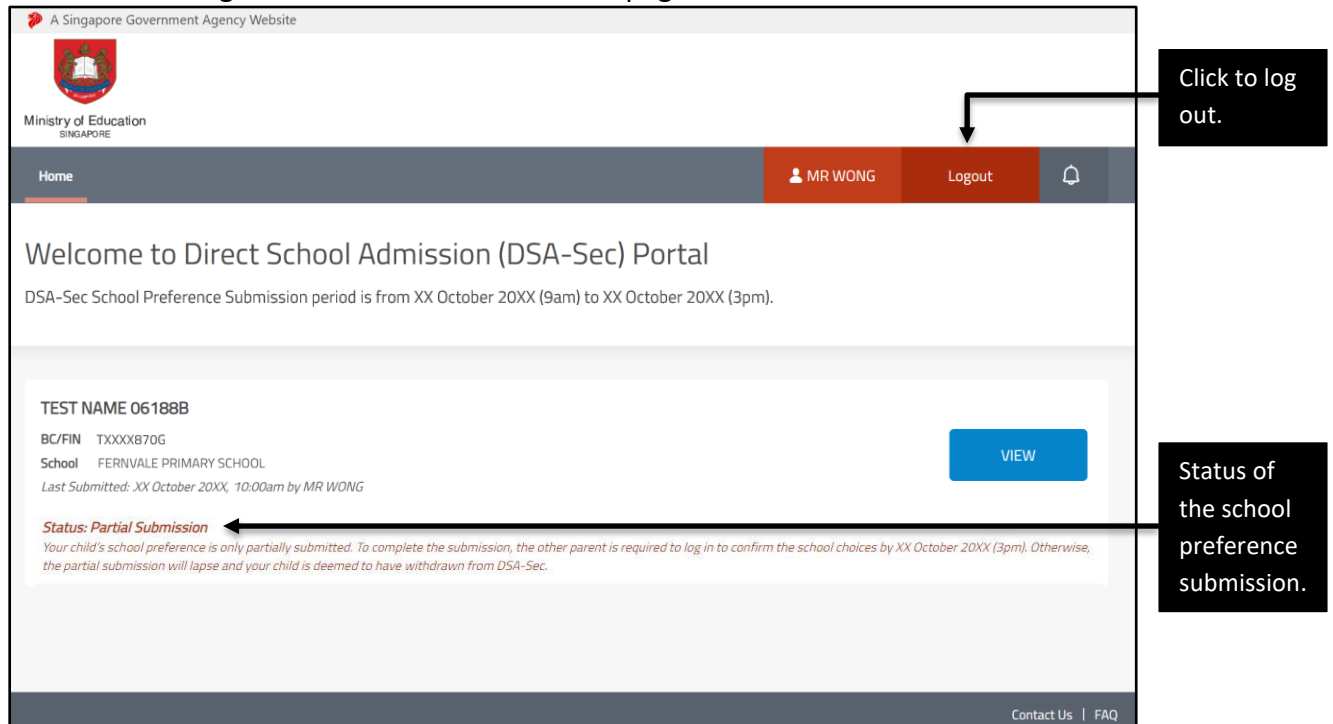 A Singapore Government Agency Website
Ministry of Education
SINGAPORE
Click to log
out.
Home
MR WONG
Logout
Welcome to Direct School Admission (DSA-Sec) Portal
DSA-Sec School Preference Submission period is from XX October 20XX (9am) to XX October 20XX (3pm).
TEST NAME 06188B
BC/FIN TXXXX870G
School FERNVALE PRIMARY SCHOOL
Last Submitted: XX October 20XX, 10:00am by MR WONG
VIEW
Status: Partial Submission
Your child's school preference is only partially submitted. To complete the submission, the other parent is required to log in to confirm the school choices by XX October 20XX (3pm). Otherwise,
the partial submission will lapse and your child is deemed to have withdrawn from DSA-Sec.
Status of
the school
preference
submission.
Contact Us | FAQ